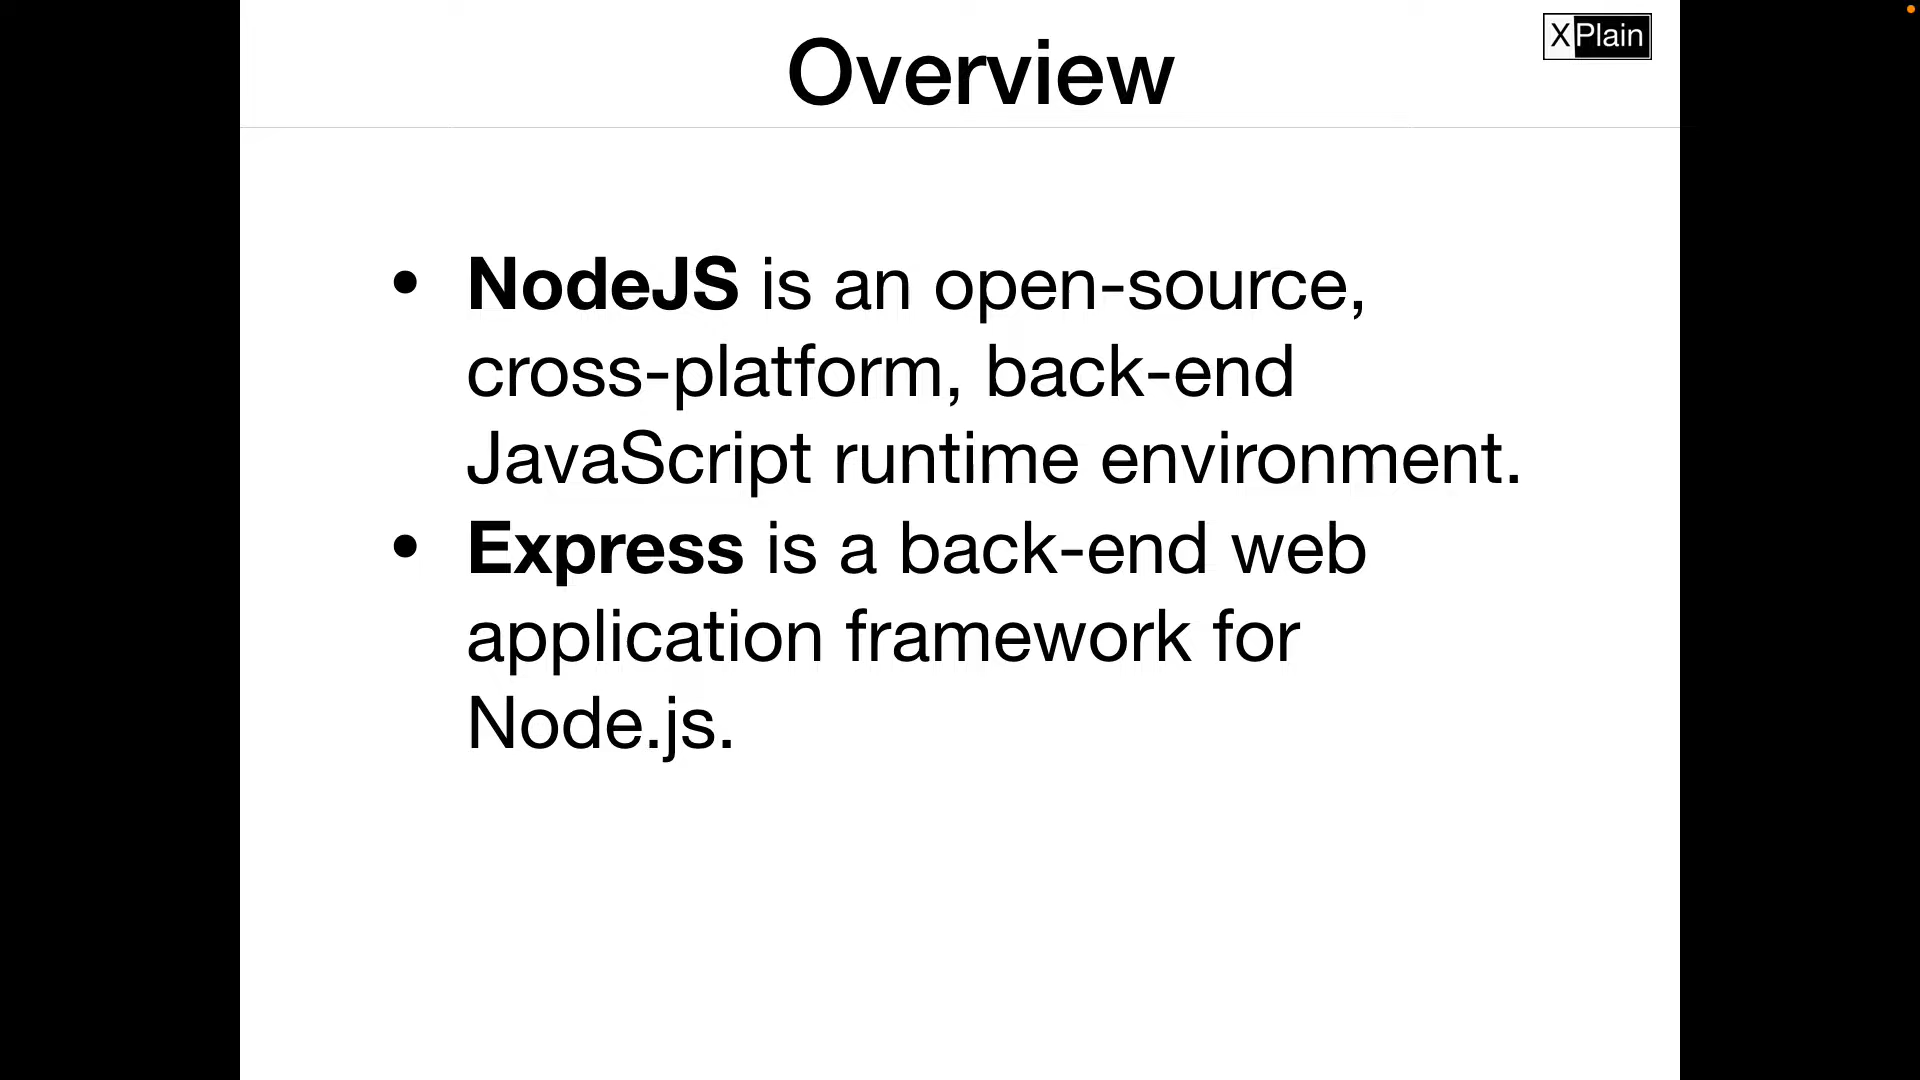 Overview
XPlain
• NodeJS is an open-source,
cross-platform, back-end
JavaScript runtime environment.
• Express is a back-end web
application framework for
Node.js.